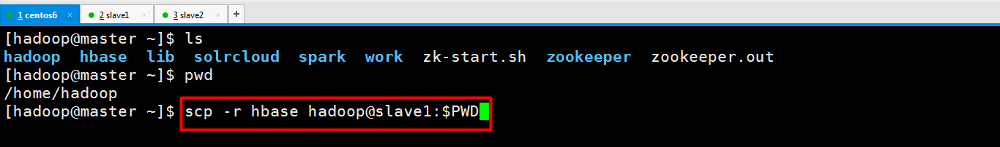 1 centos6 × 2 slave1 × 3 slave2 × +
[hadoop@master ~]$ ls
hadoop hbase lib solrcloud spark work zk-start.sh zookeeper zookeeper.out
[hadoop@master ~]$ pwd
/home/hadoop
[hadoop@master ~]$ scp -r hbase hadoop@slave1:$PWD